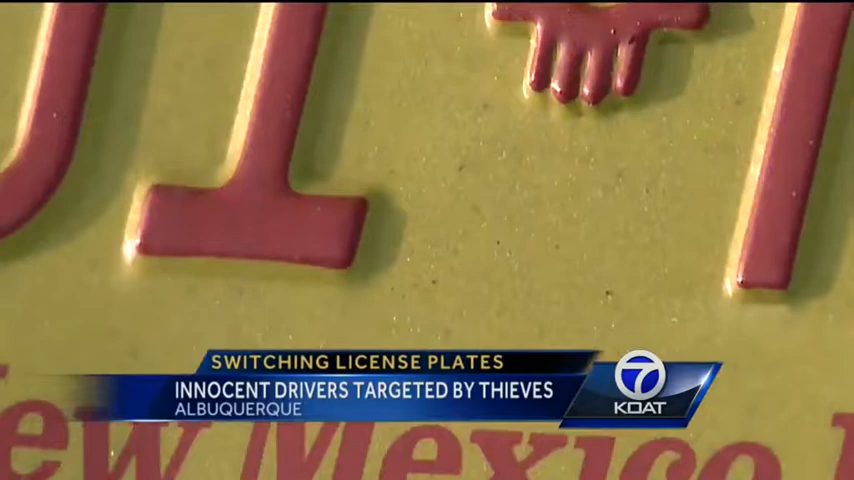 SWITCHING LICENSE PLATES
INNOCENT DRIVERS TARGETED BY THIEVES
ALBUQUERQUE
7
KOAT
New Mexico